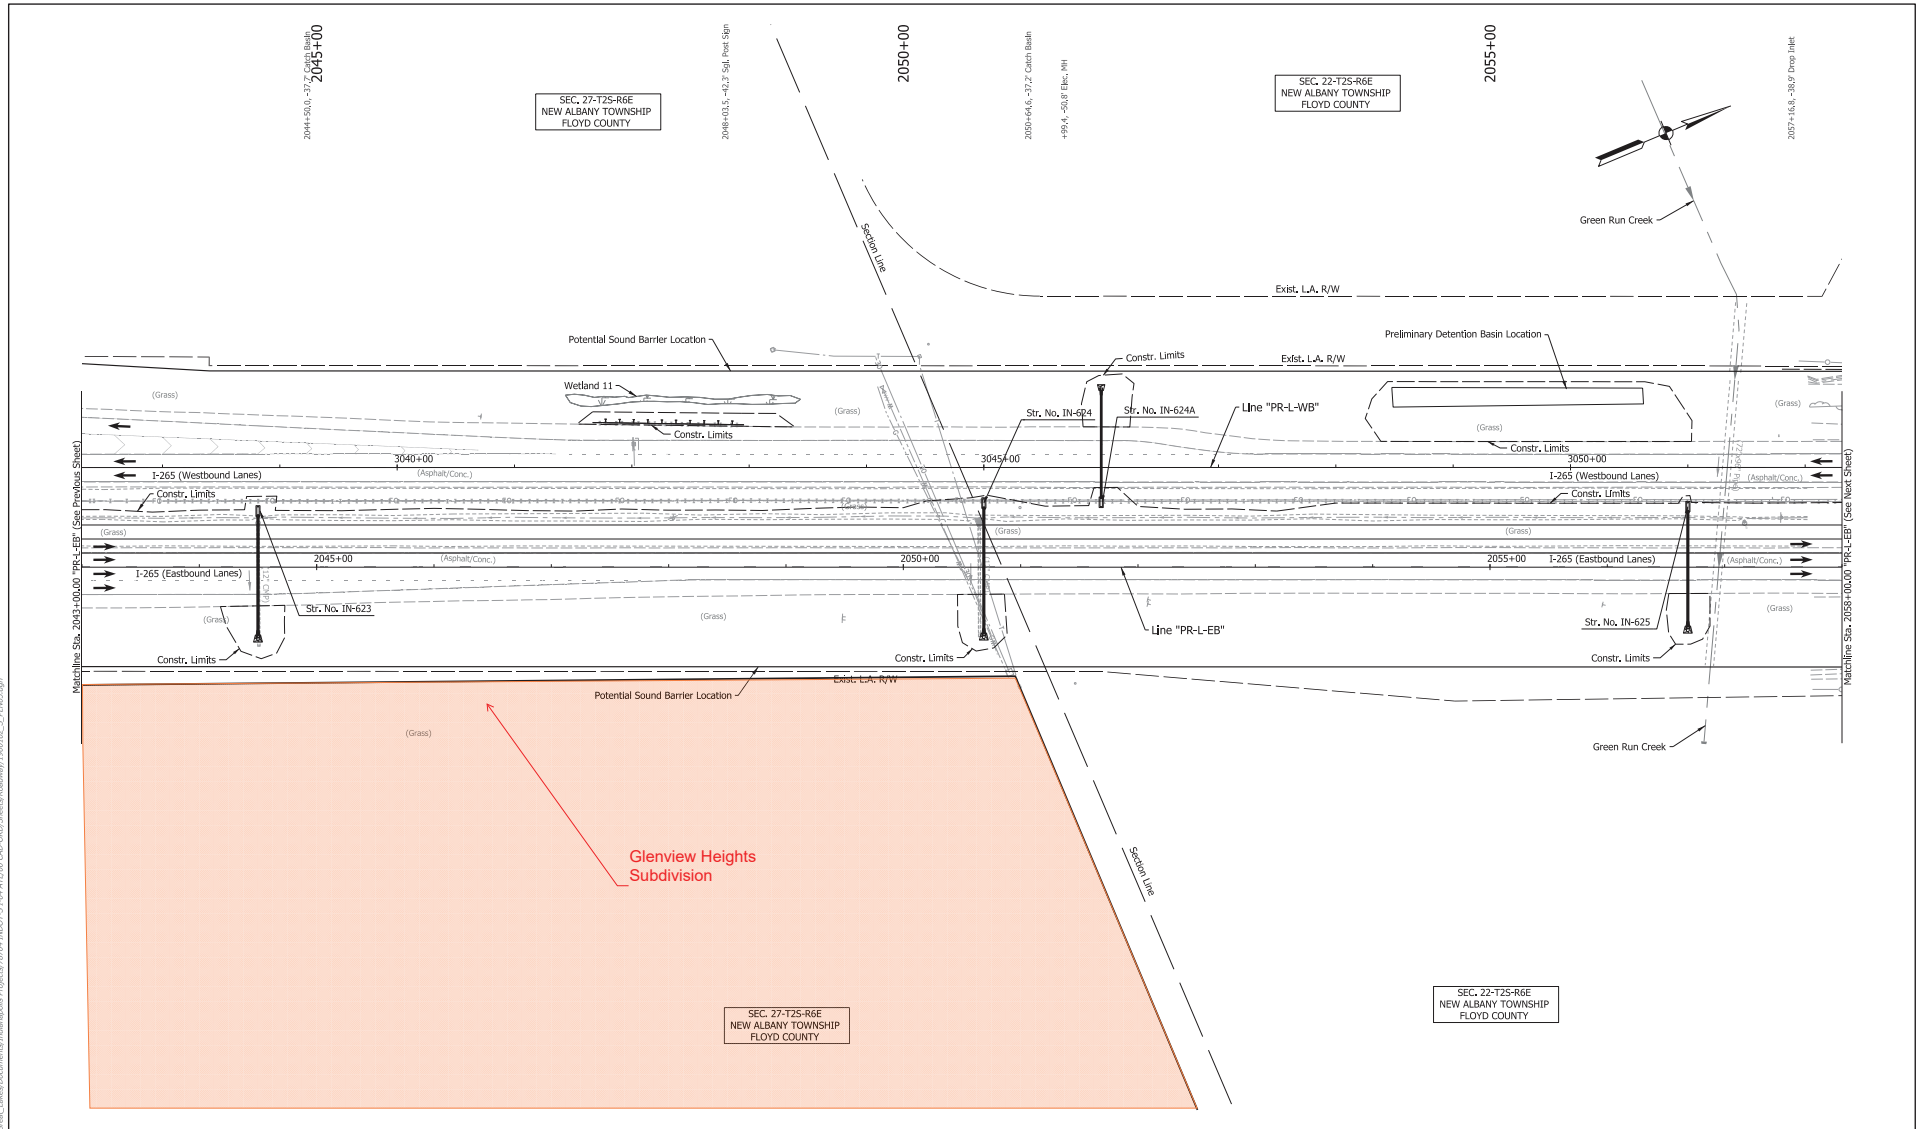 2044+50.0, -37.7' Catch Basin
2045+00
2048+03.5, -42.3' Sgl. Post Sign
2050+00
2050+64.6, -37.2' Catch Basin
+99.4, -50.8' Elec. MH
2055+00
2057+16.8, -38.9' Drop Inlet
SEC. 27-T2S-R6E
NEW ALBANY TOWNSHIP
FLOYD COUNTY
SEC. 22-T2S-R6E
NEW ALBANY TOWNSHIP
FLOYD COUNTY
Green Run Creek
Section Line
Exist. L.A. R/W
Potential Sound Barrier Location
Preliminary Detention Basin Location
Constr. Limits
Exist. L.A. R/W
Wetland 11
(Grass)
(Grass)
(Grass)
(Grass)
Str. No. IN-624
Str. No. IN-624A
Line "PR-L-WB"
Constr. Limits
Constr. Limits
3040+00
3045+00
3050+00
I-265 (Westbound Lanes)
(Asphalt/Conc.)
I-265 (Westbound Lanes)
(Asphalt/Conc.)
Constr. Limits
Constr. Limits
(Grass)
(Grass)
(Grass)
(Grass)
2045+00
(Asphalt/Conc.)
2050+00
2055+00
I-265 (Eastbound Lanes)
(Asphalt/Conc.)
I-265 (Eastbound Lanes)
Str. No. IN-623
(Grass)
(Grass)
(Grass)
Line "PR-L-EB"
Str. No. IN-625
Constr. Limits
Constr. Limits
Constr. Limits
Exist. L.A. R/W
Potential Sound Barrier Location
Matchline Sta. 2043+00.00 "PR-L-EB" (See Previous Sheet)
Matchline Sta. 2058+00.00 "PR-L-EB" (See Next Sheet)
(Grass)
Green Run Creek
Glenview Heights
Subdivision
Section Line
SEC. 27-T2S-R6E
NEW ALBANY TOWNSHIP
FLOYD COUNTY
SEC. 22-T2S-R6E
NEW ALBANY TOWNSHIP
FLOYD COUNTY